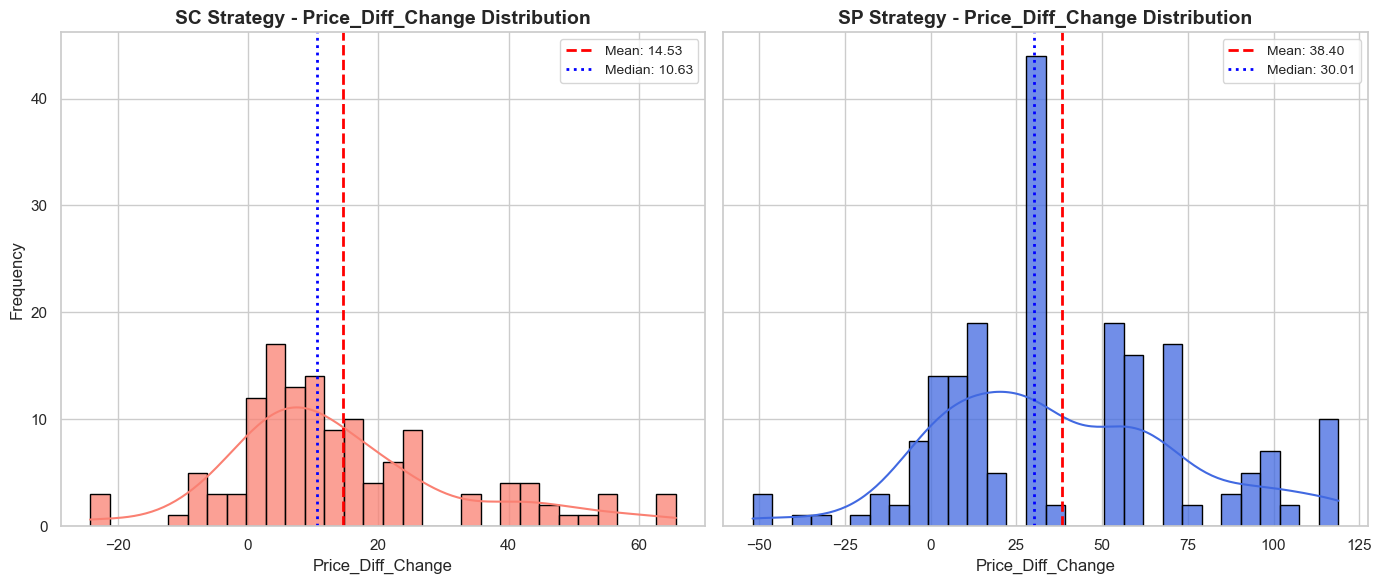 SC Strategy - Price_Diff_Change Distribution
Mean: 14.53
Median: 10.63
Frequency
40
30
20
10
0
−20
0
20
40
60
Price_Diff_Change
SP Strategy - Price_Diff_Change Distribution
Mean: 38.40
Median: 30.01
−50
−25
0
25
50
75
100
125
Price_Diff_Change